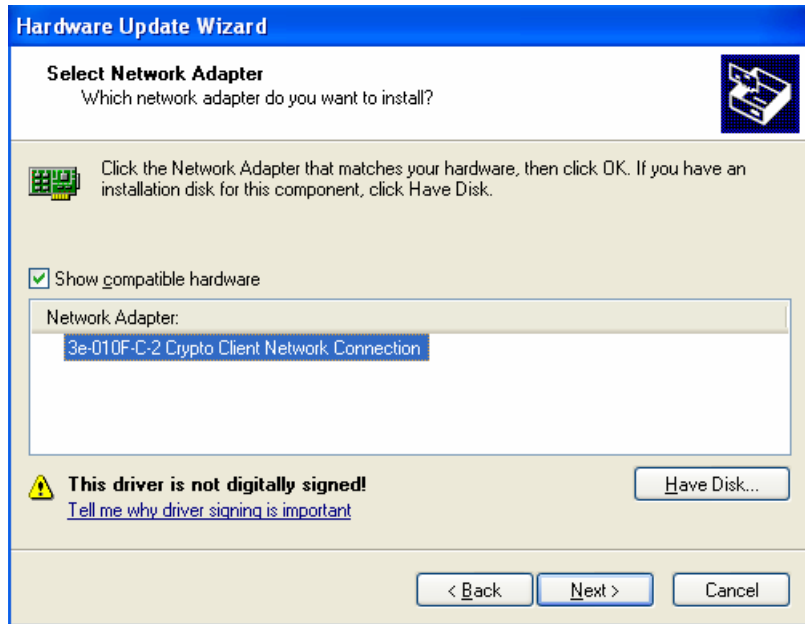 Hardware Update Wizard
Select Network Adapter
Which network adapter do you want to install?
Click the Network Adapter that matches your hardware, then click OK. If you have an
installation disk for this component, click Have Disk.
Show compatible hardware
Network Adapter:
3e-010F-C-2 Crypto Client Network Connection
This driver is not digitally signed!
Have Disk...
Tell me why driver signing is important
< Back
Next >
Cancel